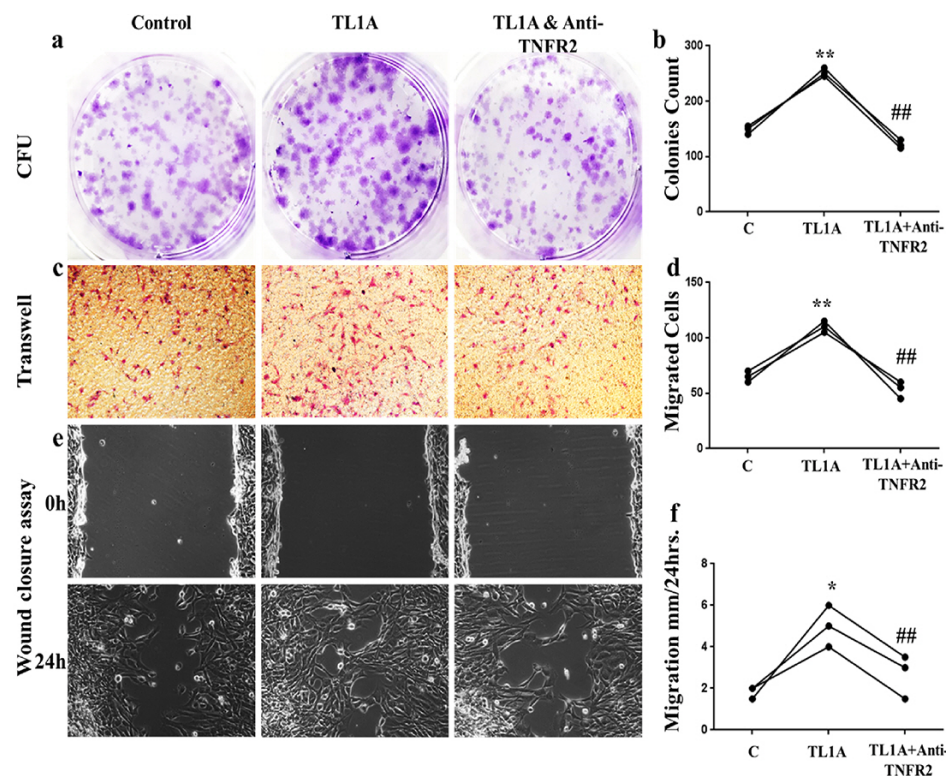 Control
TL1A
TL1A & Anti-
TNFR2
a
CFU
b
300
200
100
0
Colonies Count
**
##
C
TL1A
TL1A+Anti-
TNFR2
c
Transwell
d
150
100
50
0
Migrated Cells
**
##
C
TL1A
TL1A+Anti-
TNFR2
e
Wound closure assay
0h
24h
f
8
6
4
2
0
Migration mm/24hrs.
*
##
C
TL1A
TL1A+Anti-
TNFR2